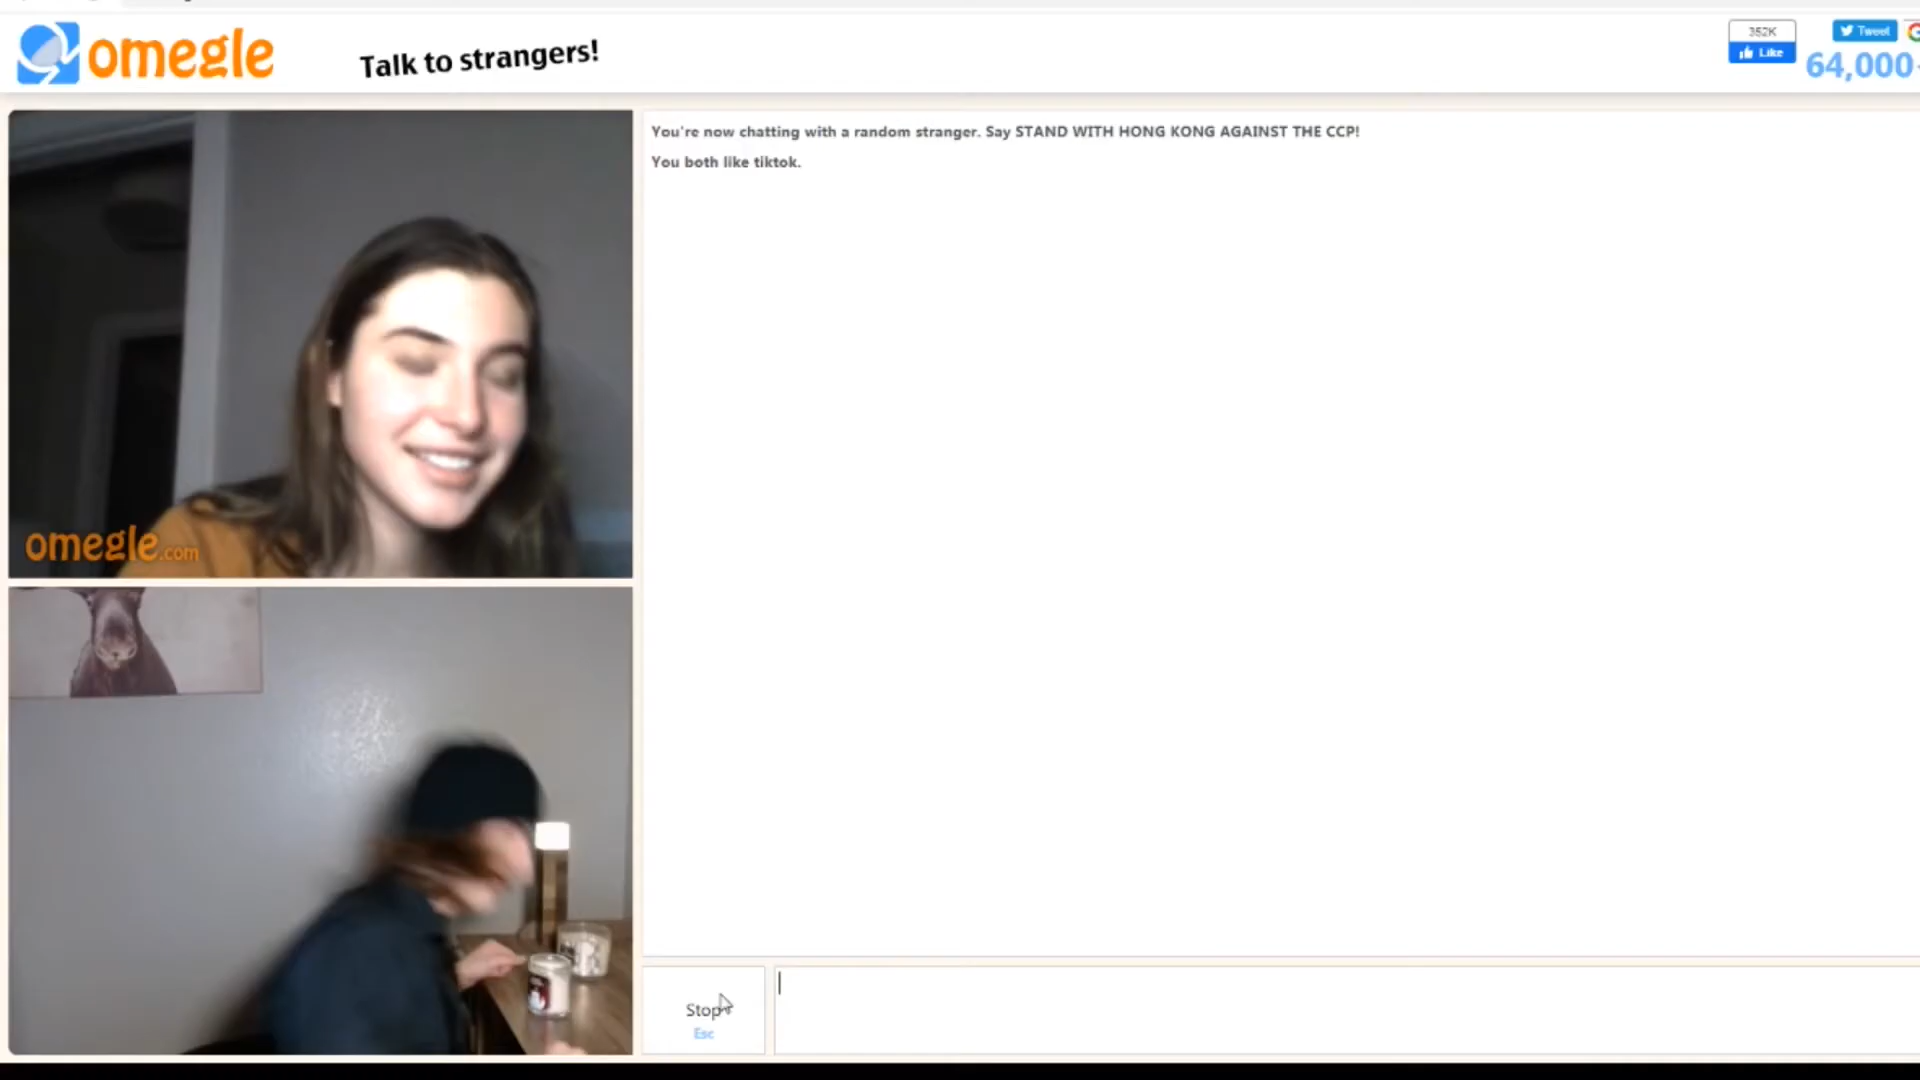 omegle
Talk to strangers!
352K
Like
Tweet
64,000
You're now chatting with a random stranger. Say STAND WITH HONG KONG AGAINST THE CCP!
You both like tiktok.
omegle.com
Stop
Esc